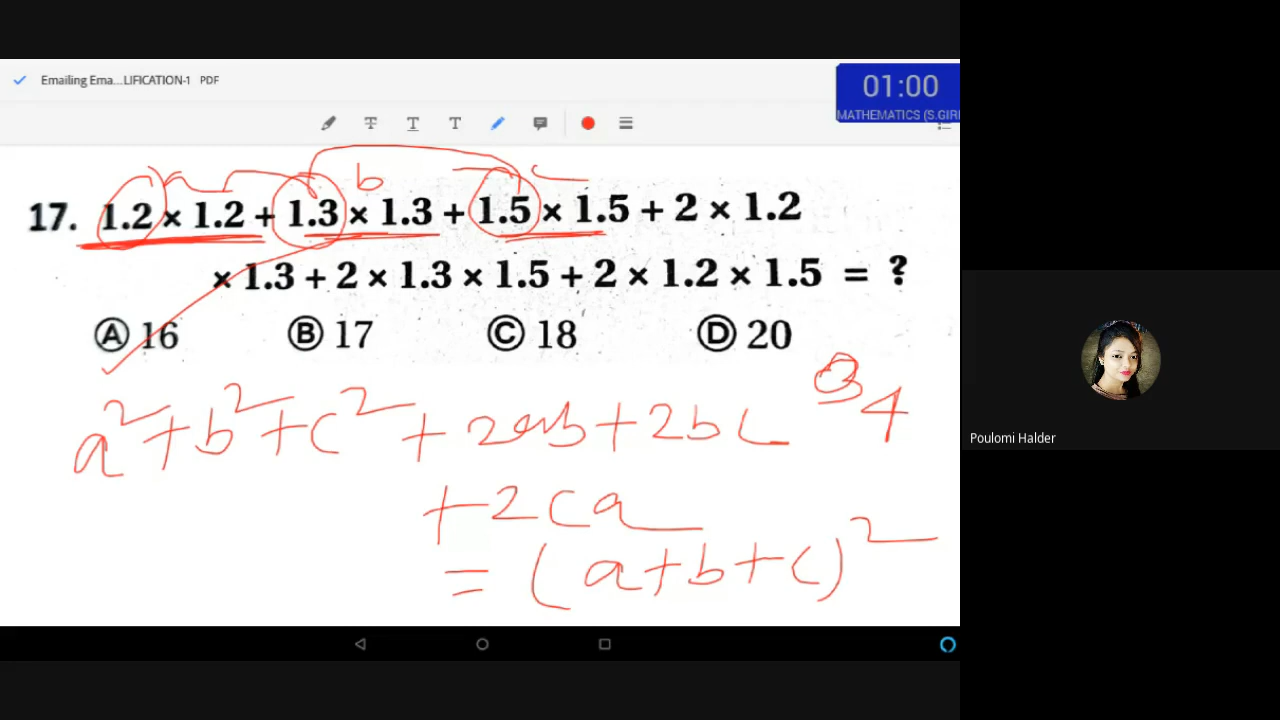 Emailing Ema...LIFICATION-1 PDF
01:00
MATHEMATICS (S.GIRI
T T T
a b c
17. 1.2 × 1.2 + 1.3 × 1.3 + 1.5 × 1.5 + 2 × 1.2
× 1.3 + 2 × 1.3 × 1.5 + 2 × 1.2 × 1.5 = ?
Ⓐ 16 Ⓑ 17 Ⓒ 18 Ⓓ 20
a²+b²+c²+2ab+2bc
4
+2ca
=(a+b+c)²
Poulomi Halder